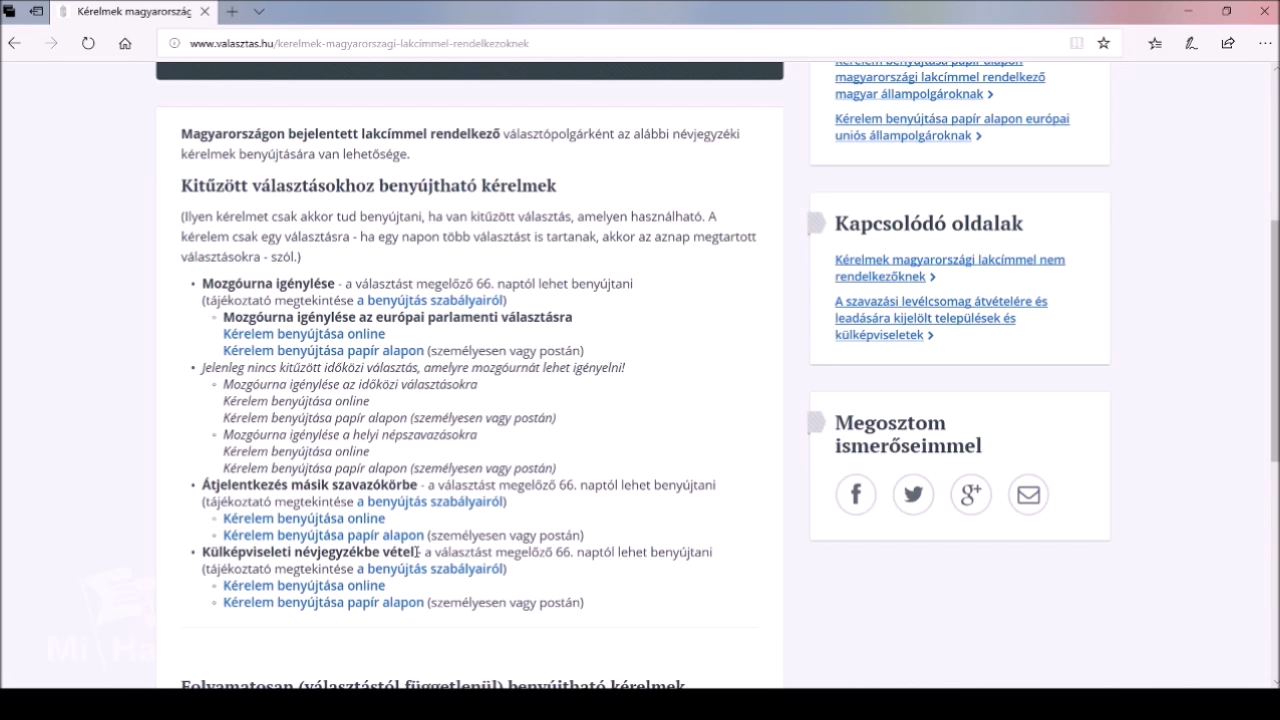 Kérelmek magyarország
www.valasztas.hu/kerelmek-magyarorszagi-lakcimmel-rendelkezoknek
Magyarországon bejelentett lakcímmel rendelkező választópolgárként az alábbi névjegyzéki
kérelmek benyújtására van lehetősége.
Kitűzött választásokhoz benyújtható kérelmek
(Ilyen kérelmet csak akkor tud benyújtani, ha van kitűzött választás, amelyen használható. A
kérelem csak egy választásra - ha egy napon több választást is tartanak, akkor az aznap megtartott
választásokra - szól.)
• Mozgóurna igénylése - a választást megelőző 66. naptól lehet benyújtani
(tájékoztató megtekintése a benyújtás szabályairól)
Mozgóurna igénylése az európai parlamenti választásra
Kérelem benyújtása online
Kérelem benyújtása papír alapon (személyesen vagy postán)
• Jelenleg nincs kitűzött időközi választás, amelyre mozgóurnát lehet igényelni!
Mozgóurna igénylése az időközi választásokra
Kérelem benyújtása online
Kérelem benyújtása papír alapon (személyesen vagy postán)
Mozgóurna igénylése a helyi népszavazásokra
Kérelem benyújtása online
Kérelem benyújtása papír alapon (személyesen vagy postán)
• Átjelentkezés másik szavazókörbe - a választást megelőző 66. naptól lehet benyújtani
(tájékoztató megtekintése a benyújtás szabályairól)
Kérelem benyújtása online
Kérelem benyújtása papír alapon (személyesen vagy postán)
• Külképviseleti névjegyzékbe vétel - a választást megelőző 66. naptól lehet benyújtani
(tájékoztató megtekintése a benyújtás szabályairól)
Kérelem benyújtása online
Kérelem benyújtása papír alapon (személyesen vagy postán)
Folyamatosan (választástól függetlenül) benyújtható kérelmek
Kérelem benyújtása papír alapon
magyarországi lakcímmel rendelkező
magyar állampolgároknak
Kérelem benyújtása papír alapon európai
uniós állampolgároknak
Kapcsolódó oldalak
Kérelmek magyarországi lakcímmel nem
rendelkezőknek
A szavazási levélcsomag átvételére és
leadására kijelölt települések és
külképviseletek
Megosztom
ismerőseimmel
Mi Ha